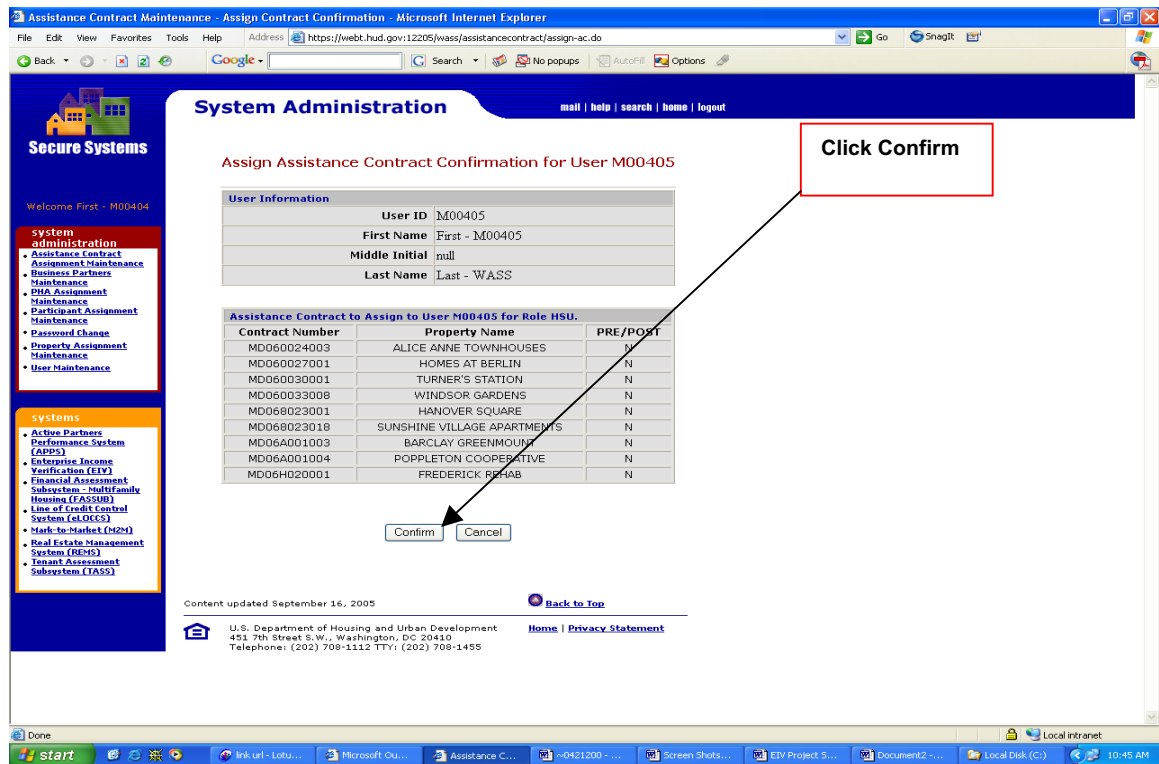 Assistance Contract Maintenance - Assign Contract Confirmation - Microsoft Internet Explorer
File Edit View Favorites Tools Help Address https://webt.hud.gov:12205/wass/assistancecontract/assign-ac.do Go SnagIt
Back Google - Search No popups AutoFill Options
System Administration
mail | help | search | home | logout
Secure Systems
Click Confirm
Assign Assistance Contract Confirmation for User M00405
Welcome First - M00404
User Information
User ID M00405
First Name First - M00405
Middle Initial null
Last Name Last - WASS
system
administration
Assistance Contract
Assignment Maintenance
Business Partners
Maintenance
PHA Assignment
Maintenance
Participant Assignment
Maintenance
Password Change
Property Assignment
Maintenance
User Maintenance
Assistance Contract to Assign to User M00405 for Role HSU.
Contract Number Property Name PRE/POST
MD060024003 ALICE ANNE TOWNHOUSES N
MD060027001 HOMES AT BERLIN N
MD060030001 TURNER'S STATION N
MD060033008 WINDSOR GARDENS N
MD068023001 HANOVER SQUARE N
MD068023018 SUNSHINE VILLAGE APARTMENTS N
MD06A001003 BARCLAY GREENMOUNT N
MD06A001004 POPPLETON COOPERATIVE N
MD06H020001 FREDERICK REHAB N
systems
Active Partners
Performance System
(APPS)
Enterprise Income
Verification (EIV)
Financial Assessment
Subsystem - Multifamily
Housing (FASSUB)
Line of Credit Control
System (eLOCCS)
Mark-to-Market (M2M)
Real Estate Management
System (REMS)
Tenant Assessment
Subsystem (TASS)
Confirm Cancel
Content updated September 16, 2005 Back to Top
U.S. Department of Housing and Urban Development Home | Privacy Statement
451 7th Street S.W., Washington, DC 20410
Telephone: (202) 708-1112 TTY: (202) 708-1455
Done Local intranet
start link url - Lotu... Microsoft Ou... Assistance C... ~0421200 - ... Screen Shots... EIV Project S... Document2 -... Local Disk (C:) 10:45 AM